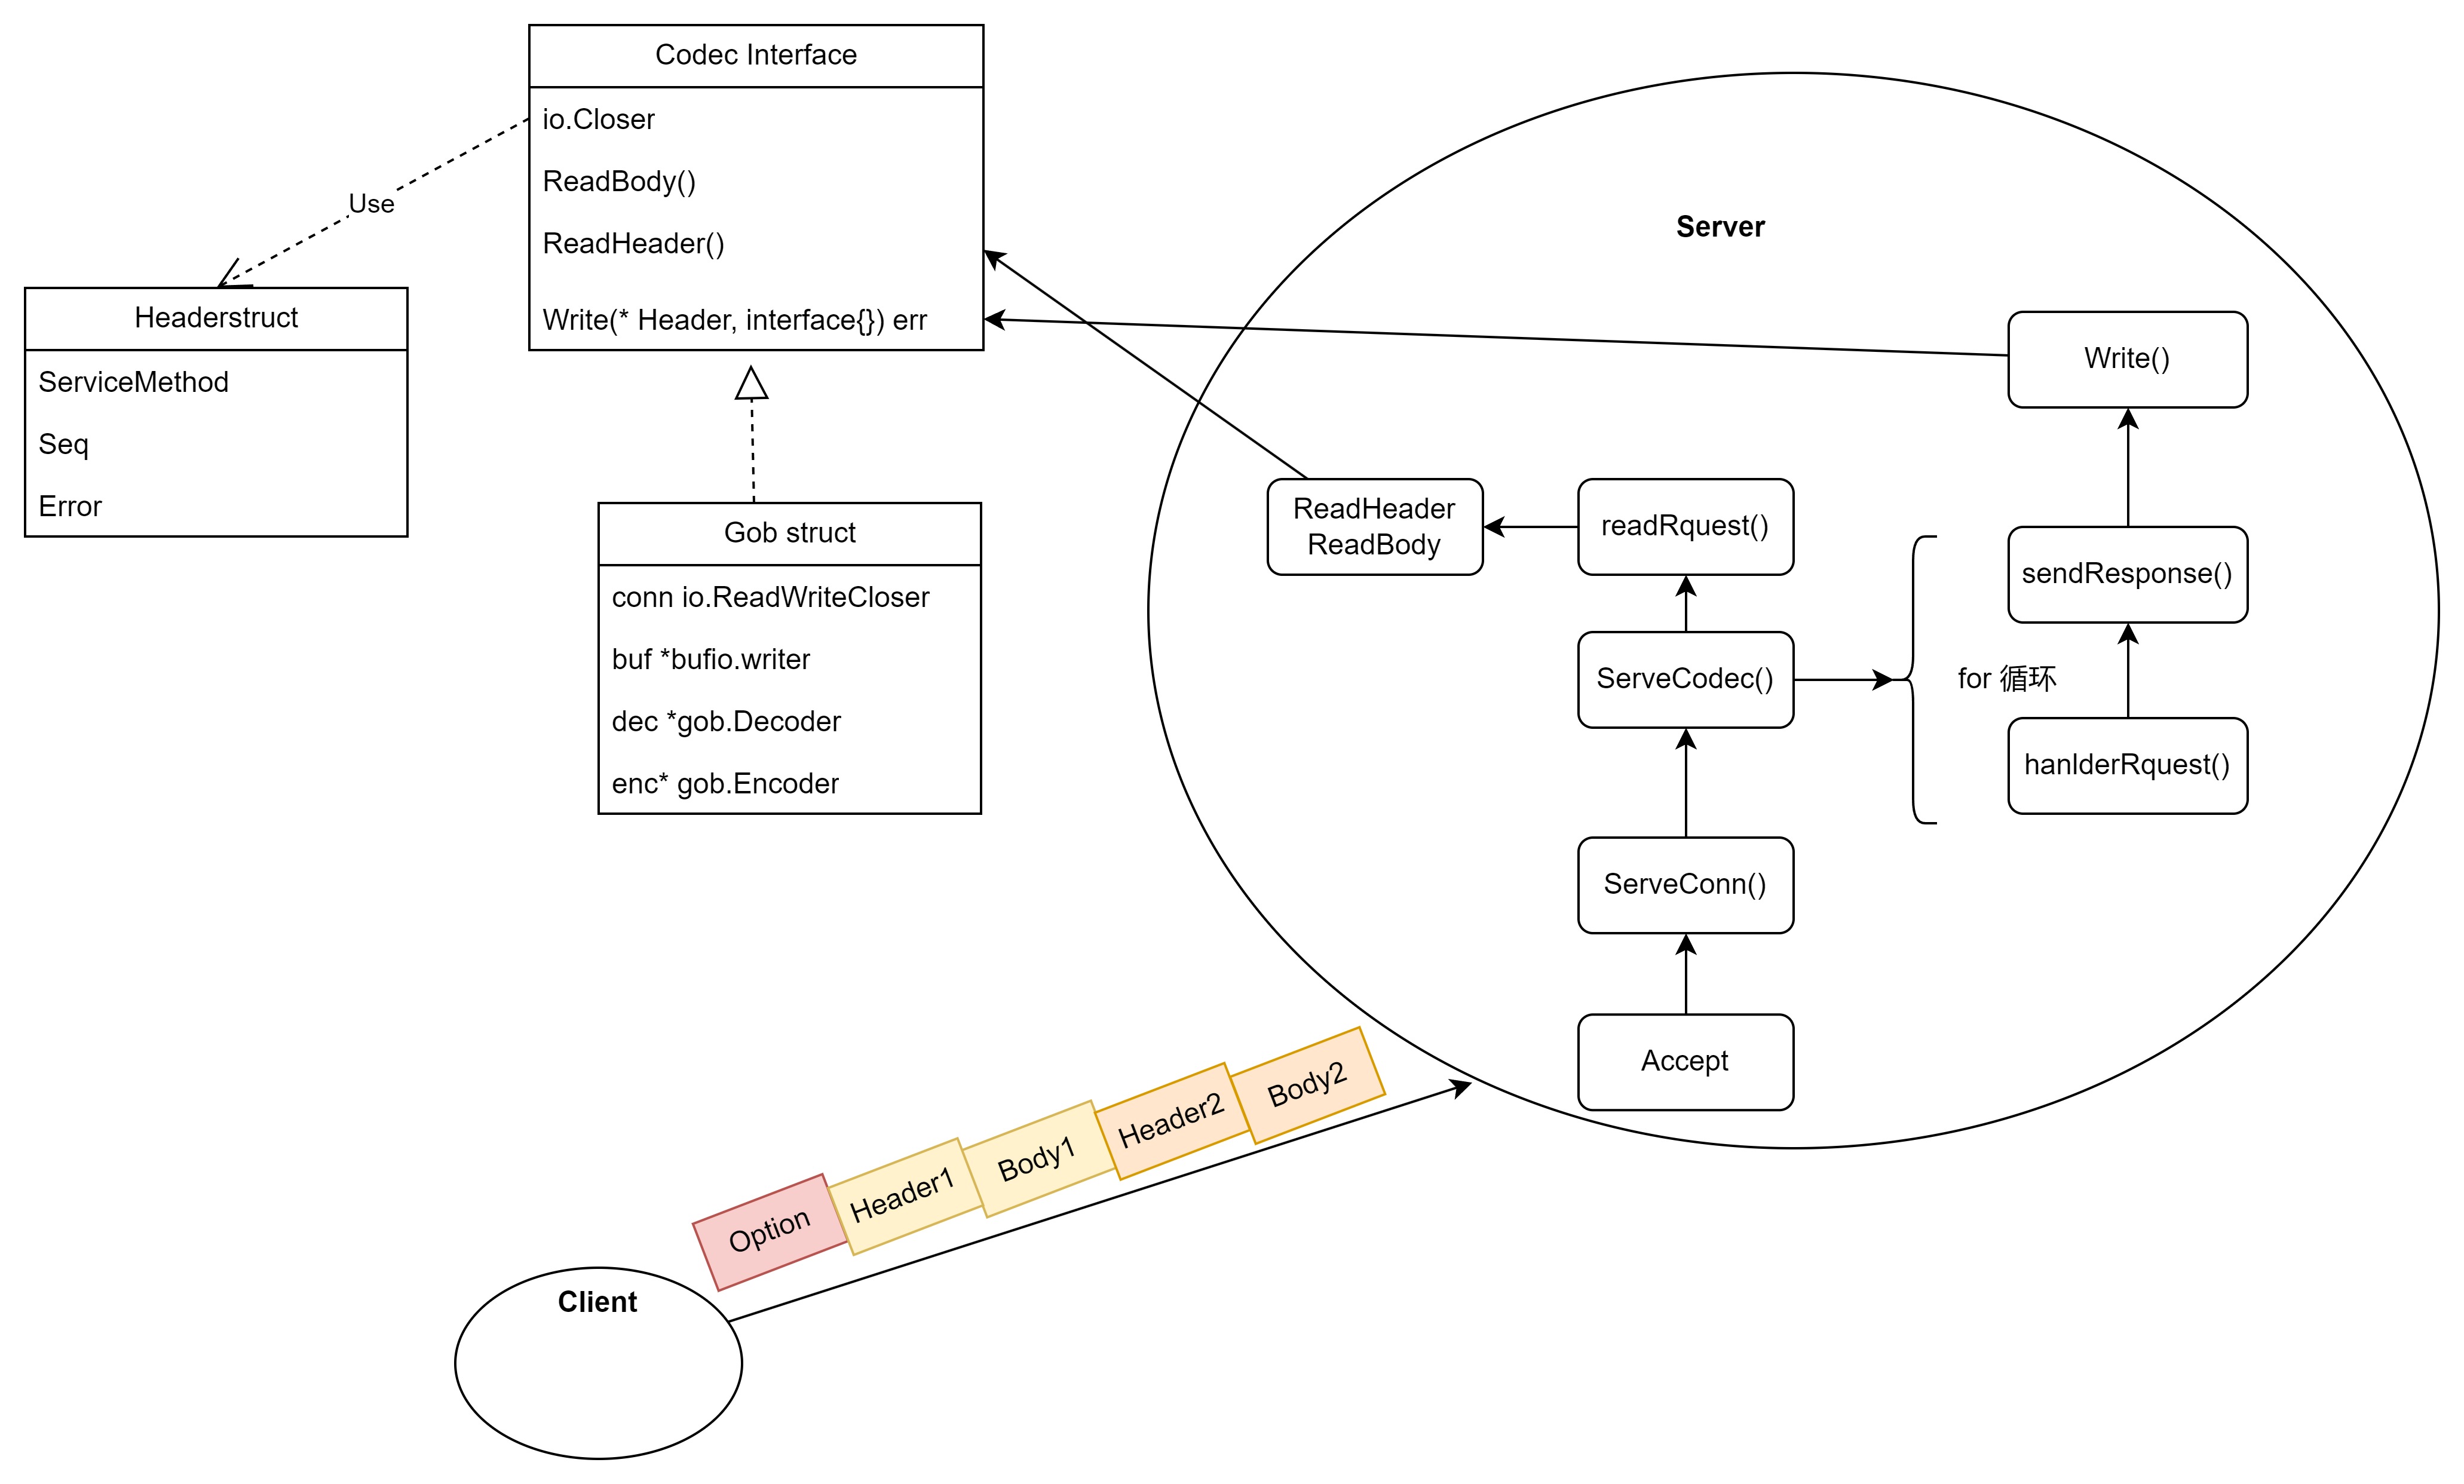 Codec Interface
io.Closer
ReadBody()
ReadHeader()
Write(* Header, interface{}) err
Use
Headerstruct
ServiceMethod
Seq
Error
Gob struct
conn io.ReadWriteCloser
buf *bufio.writer
dec *gob.Decoder
enc* gob.Encoder
Server
Write()
ReadHeader
ReadBody
readRquest()
sendResponse()
ServeCodec()
for 循环
hanlderRquest()
ServeConn()
Accept
Option
Header1
Body1
Header2
Body2
Client